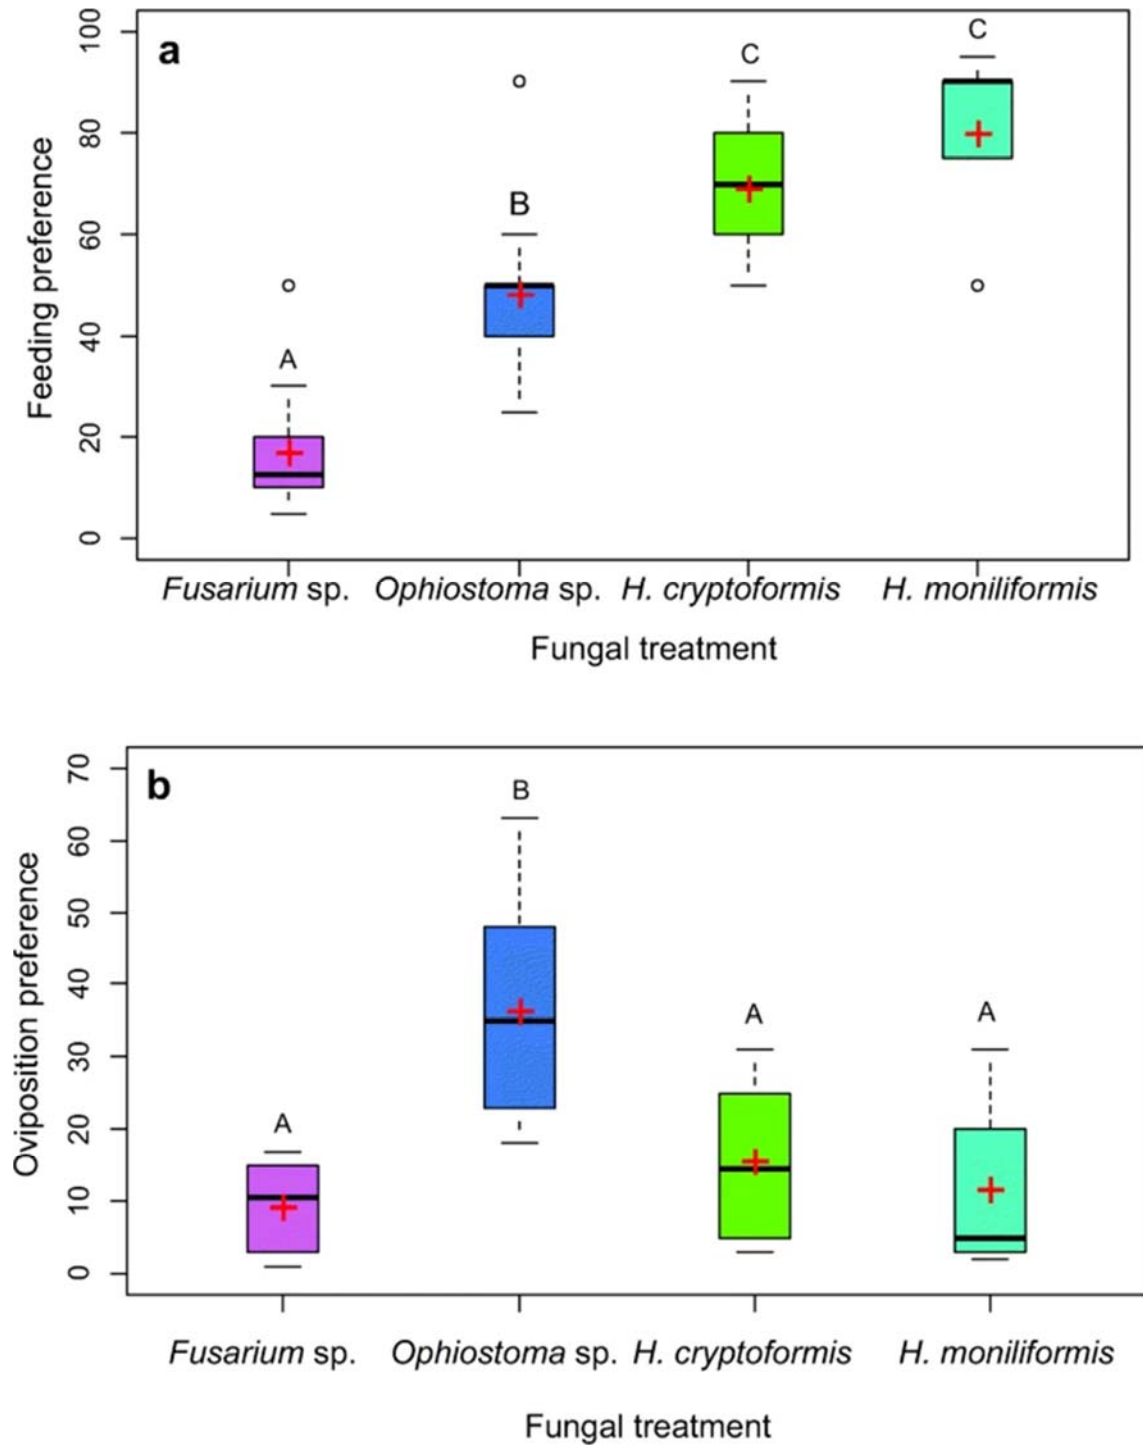 a
Feeding preference
100
80
60
40
20
0
A
B
C
C
Fusarium sp.
Ophiostoma sp.
H. cryptoformis
H. moniliformis
Fungal treatment
b
Oviposition preference
70
60
50
40
30
20
10
0
A
B
A
A
Fusarium sp.
Ophiostoma sp.
H. cryptoformis
H. moniliformis
Fungal treatment